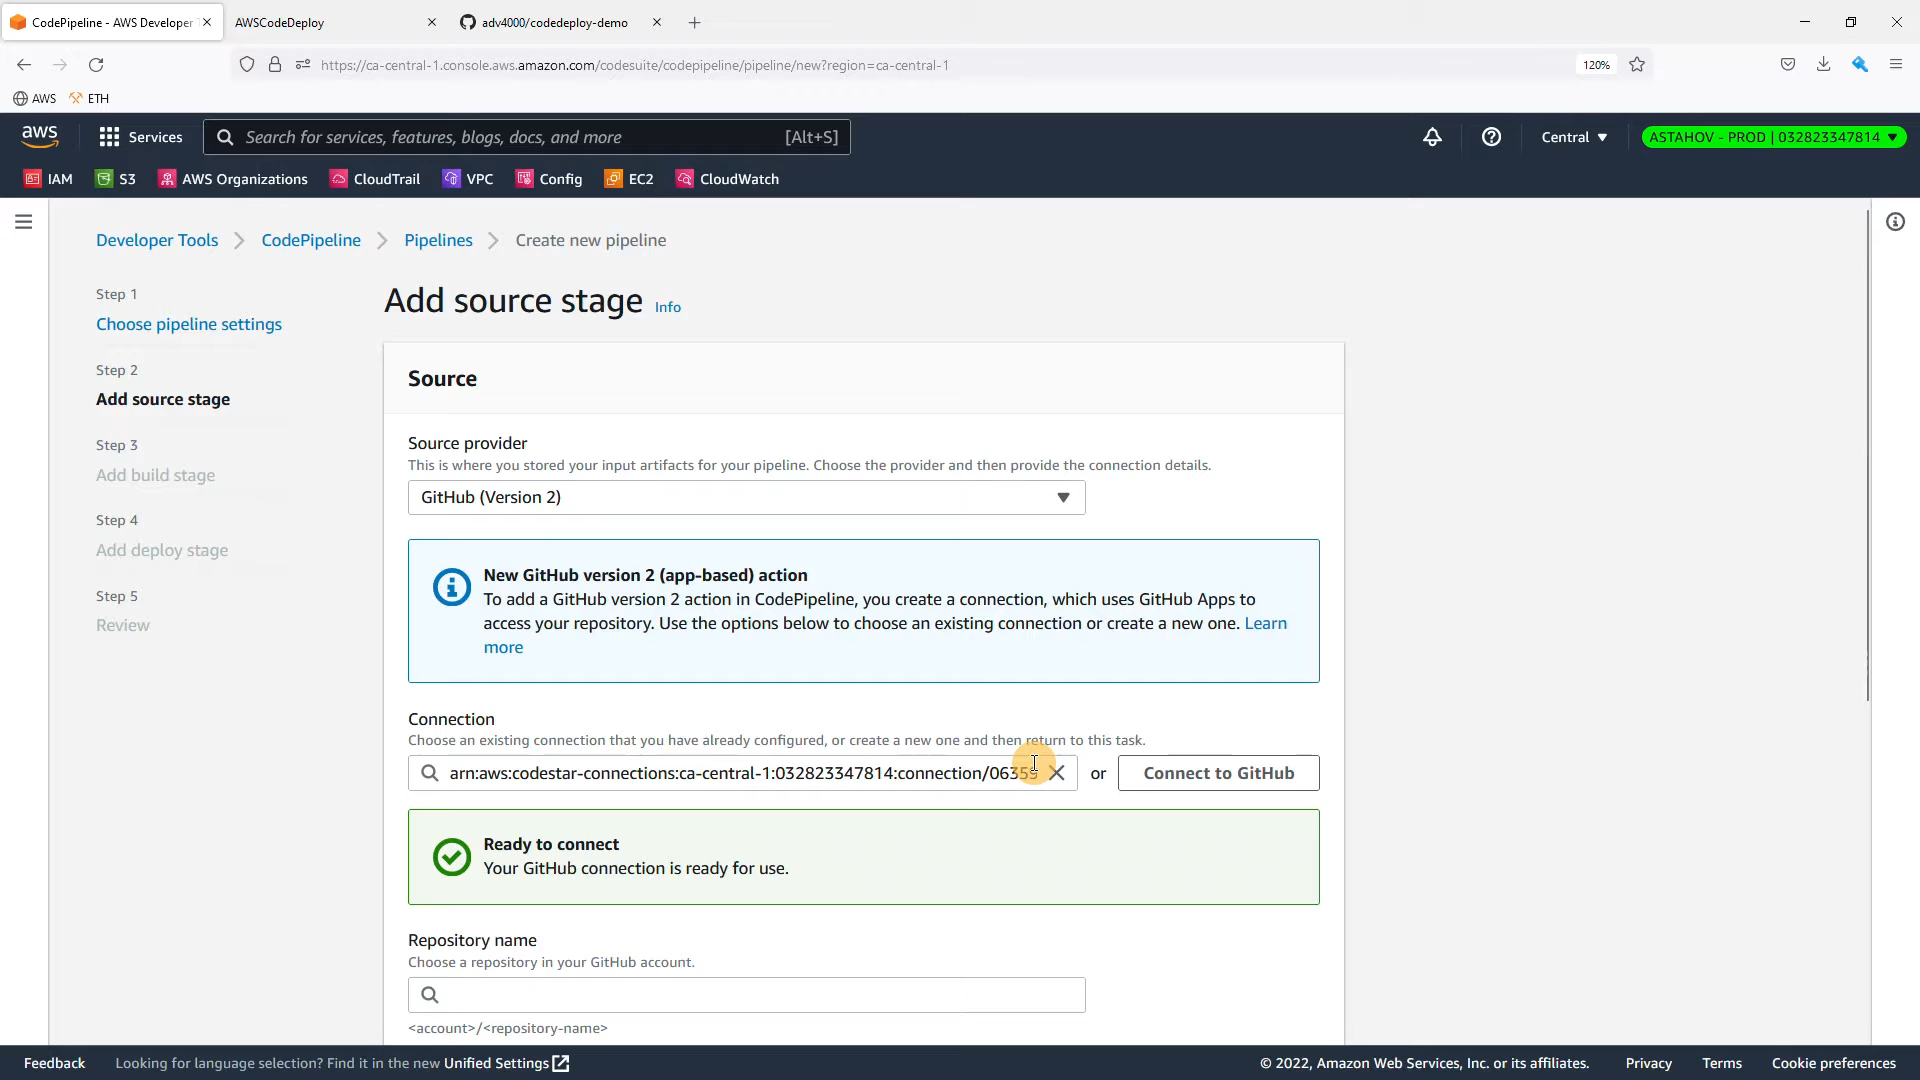 CodePipeline - AWS Developer
AWSCodeDeploy
adv4000/codedeploy-demo
https://ca-central-1.console.aws.amazon.com/codesuite/codepipeline/pipeline/new?region=ca-central-1
120%
AWS
ETH
aws
Services
Search for services, features, blogs, docs, and more
[Alt+S]
Central
ASTAHOV - PROD | 032823347814
IAM
S3
AWS Organizations
CloudTrail
VPC
Config
EC2
CloudWatch
Developer Tools
CodePipeline
Pipelines
Create new pipeline
Step 1
Choose pipeline settings
Step 2
Add source stage
Step 3
Add build stage
Step 4
Add deploy stage
Step 5
Review
Add source stage
Info
Source
Source provider
This is where you stored your input artifacts for your pipeline. Choose the provider and then provide the connection details.
GitHub (Version 2)
New GitHub version 2 (app-based) action
To add a GitHub version 2 action in CodePipeline, you create a connection, which uses GitHub Apps to
access your repository. Use the options below to choose an existing connection or create a new one. Learn
more
Connection
Choose an existing connection that you have already configured, or create a new one and then return to this task.
arn:aws:codestar-connections:ca-central-1:032823347814:connection/06359
or
Connect to GitHub
Ready to connect
Your GitHub connection is ready for use.
Repository name
Choose a repository in your GitHub account.
<account>/<repository-name>
Feedback
Looking for language selection? Find it in the new Unified Settings
© 2022, Amazon Web Services, Inc. or its affiliates.
Privacy
Terms
Cookie preferences